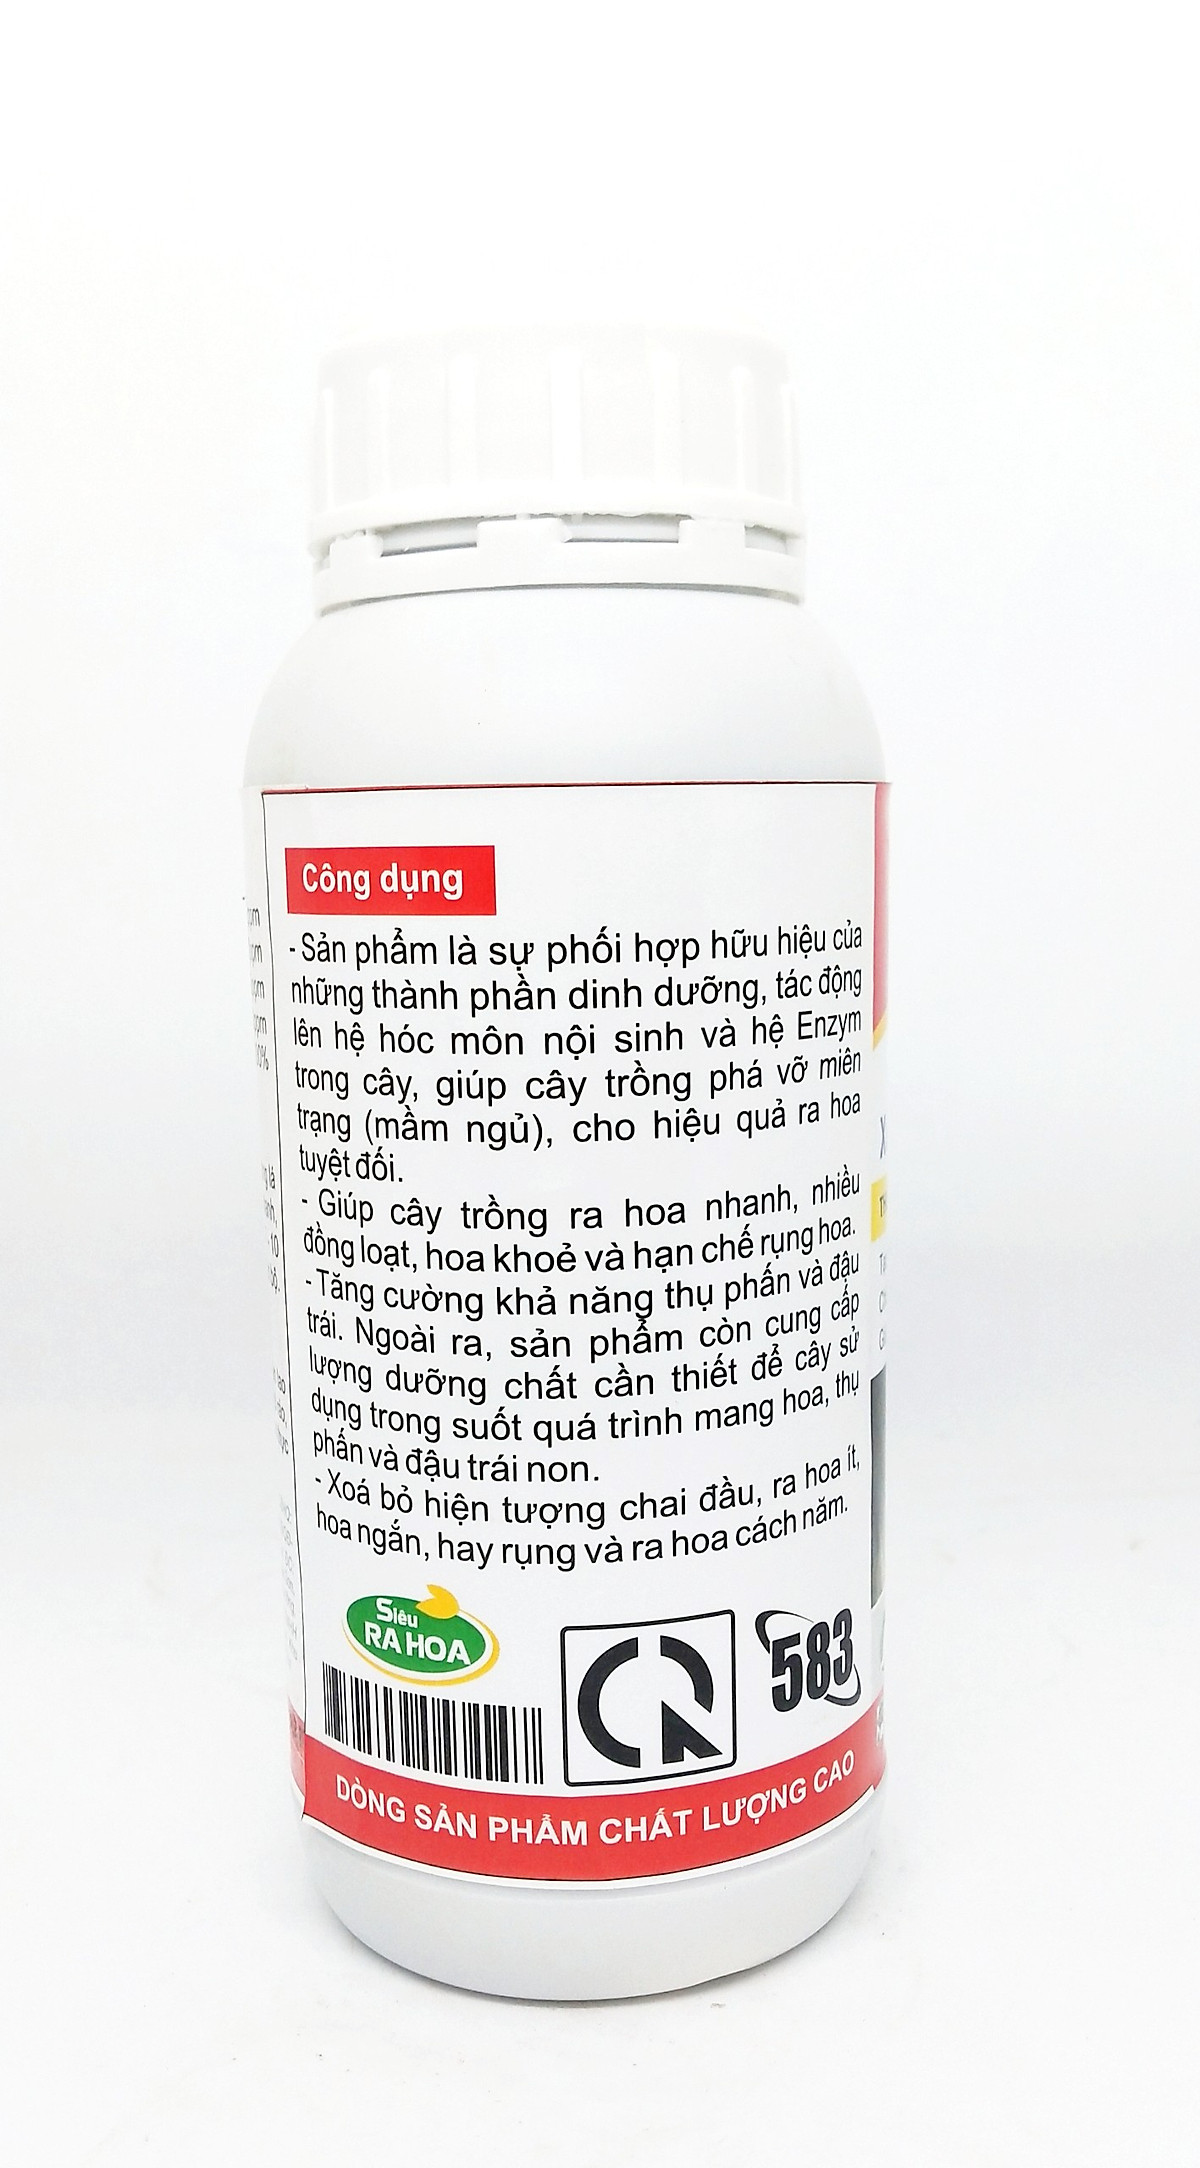 Công dụng
- Sản phẩm là sự phối hợp hữu hiệu của
những thành phần dinh dưỡng, tác động
lên hệ hóc môn nội sinh và hệ Enzym
trong cây, giúp cây trồng phá vỡ miên
trạng (mầm ngủ), cho hiệu quả ra hoa
tuyệt đối.
- Giúp cây trồng ra hoa nhanh, nhiều
đồng loạt, hoa khoẻ và hạn chế rụng hoa.
- Tăng cường khả năng thụ phấn và đậu
trái. Ngoài ra, sản phẩm còn cung cấp
lượng dưỡng chất cần thiết để cây sử
dụng trong suốt quá trình mang hoa, thụ
phấn và đậu trái non.
- Xoá bỏ hiện tượng chai đầu, ra hoa ít,
hoa ngắn, hay rụng và ra hoa cách năm.
Siêu
RA HOA
583
DÒNG SẢN PHẨM CHẤT LƯỢNG CAO